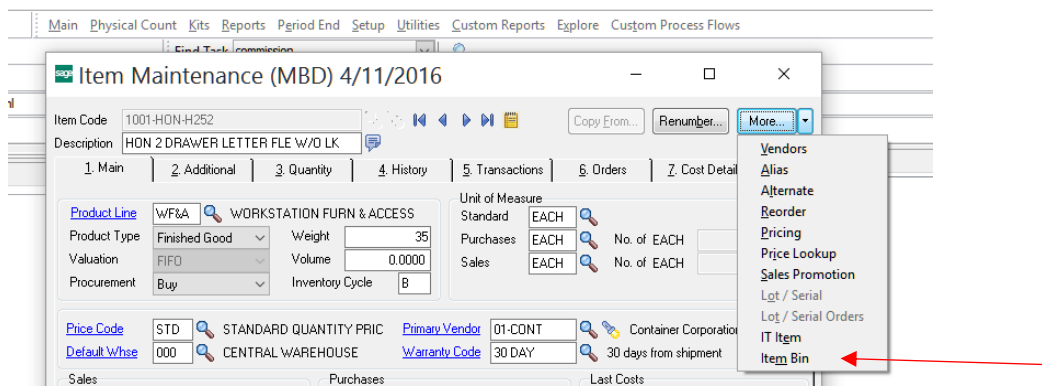 Main Physical Count Kits Reports Period End Setup Utilities Custom Reports Explore Custom Process Flows
Find Task commission
sage Item Maintenance (MBD) 4/11/2016
Item Code 1001-HON-H252 Copy From... Renumber... More...
Description HON 2 DRAWER LETTER FLE W/O LK
1. Main 2. Additional 3. Quantity 4. History 5. Transactions 6. Orders 7. Cost Detail
Vendors
Alias
Alternate
Reorder
Pricing
Price Lookup
Sales Promotion
Lot / Serial
Lot / Serial Orders
IT Item
Item Bin
Product Line WF&A WORKSTATION FURN & ACCESS
Product Type Finished Good Weight 35
Valuation FIFO Volume 0.0000
Procurement Buy Inventory Cycle B
Unit of Measure
Standard EACH
Purchases EACH No. of EACH
Sales EACH No. of EACH
Price Code STD STANDARD QUANTITY PRIC Primary Vendor 01-CONT Container Corporation
Default Whse 000 CENTRAL WAREHOUSE Warranty Code 30 DAY 30 days from shipment
Sales Purchases Last Costs